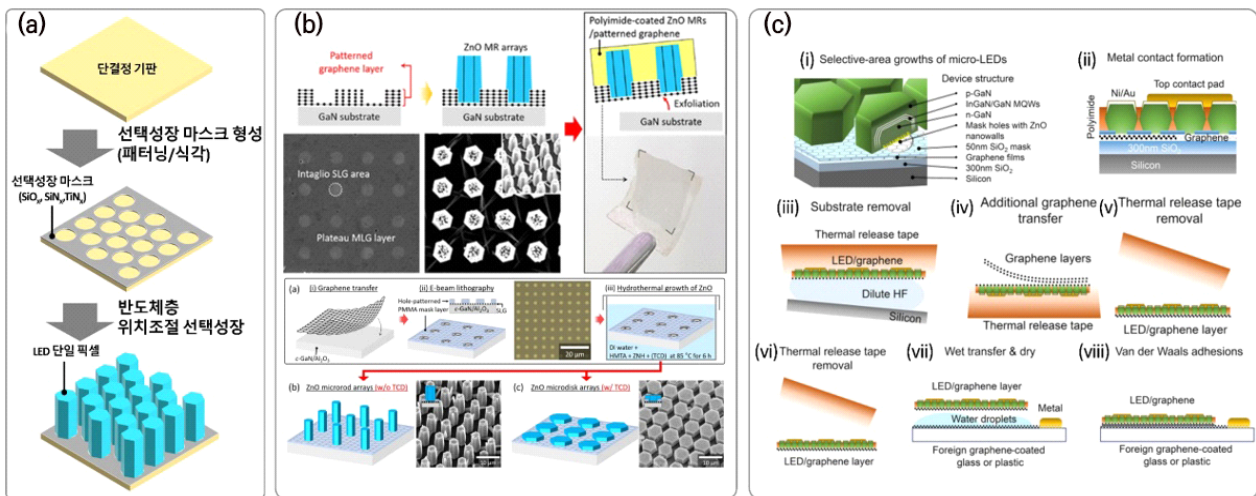 (a)
단결정 기판
선택성장 마스크 형성
(패터닝/식각)
선택성장 마스크
(SiOₓ, SiNₓ,TiNₓ)
반도체층
위치조절 선택성장
LED 단일 픽셀
(b)
Patterned
graphene layer
ZnO MR arrays
GaN substrate
GaN substrate
Polyimide-coated ZnO MRs
/patterned graphene
Exfoliation
GaN substrate
Intaglio SLG area
Plateau MLG layer
(a)
(i) Graphene transfer
c-GaN/Al₂O₃
(ii) E-beam lithography
Hole-patterned
PMMA mask layer
c-GaN/Al₂O₃
SLG
20 μm
(iii) Hydrothermal growth of ZnO
DI water +
HMTA + ZNH + (TCD) at 85 °C for 6 h
(b)
ZnO microrod arrays (w/o TCD)
10 μm
(c)
ZnO microdisk arrays (w/ TCD)
10 μm
(c)
(i) Selective-area growths of micro-LEDs
Device structure
p-GaN
InGaN/GaN MQWs
n-GaN
Mask holes with ZnO
nanowalls
50nm SiO₂ mask
Graphene films
300nm SiO₂
Silicon
(ii) Metal contact formation
Top contact pad
Ni/Au
Polyimide
Graphene
300nm SiO₂
Silicon
(iii) Substrate removal
Thermal release tape
LED/graphene
Dilute HF
Silicon
(iv) Additional graphene
transfer
Graphene layers
Thermal release tape
(v) Thermal release tape
removal
LED/graphene layer
(vi) Thermal release tape
removal
LED/graphene layer
(vii) Wet transfer & dry
LED/graphene layer
Water droplets
Metal
Foreign graphene-coated
glass or plastic
(viii) Van der Waals adhesions
LED/graphene
Foreign graphene-coated
glass or plastic